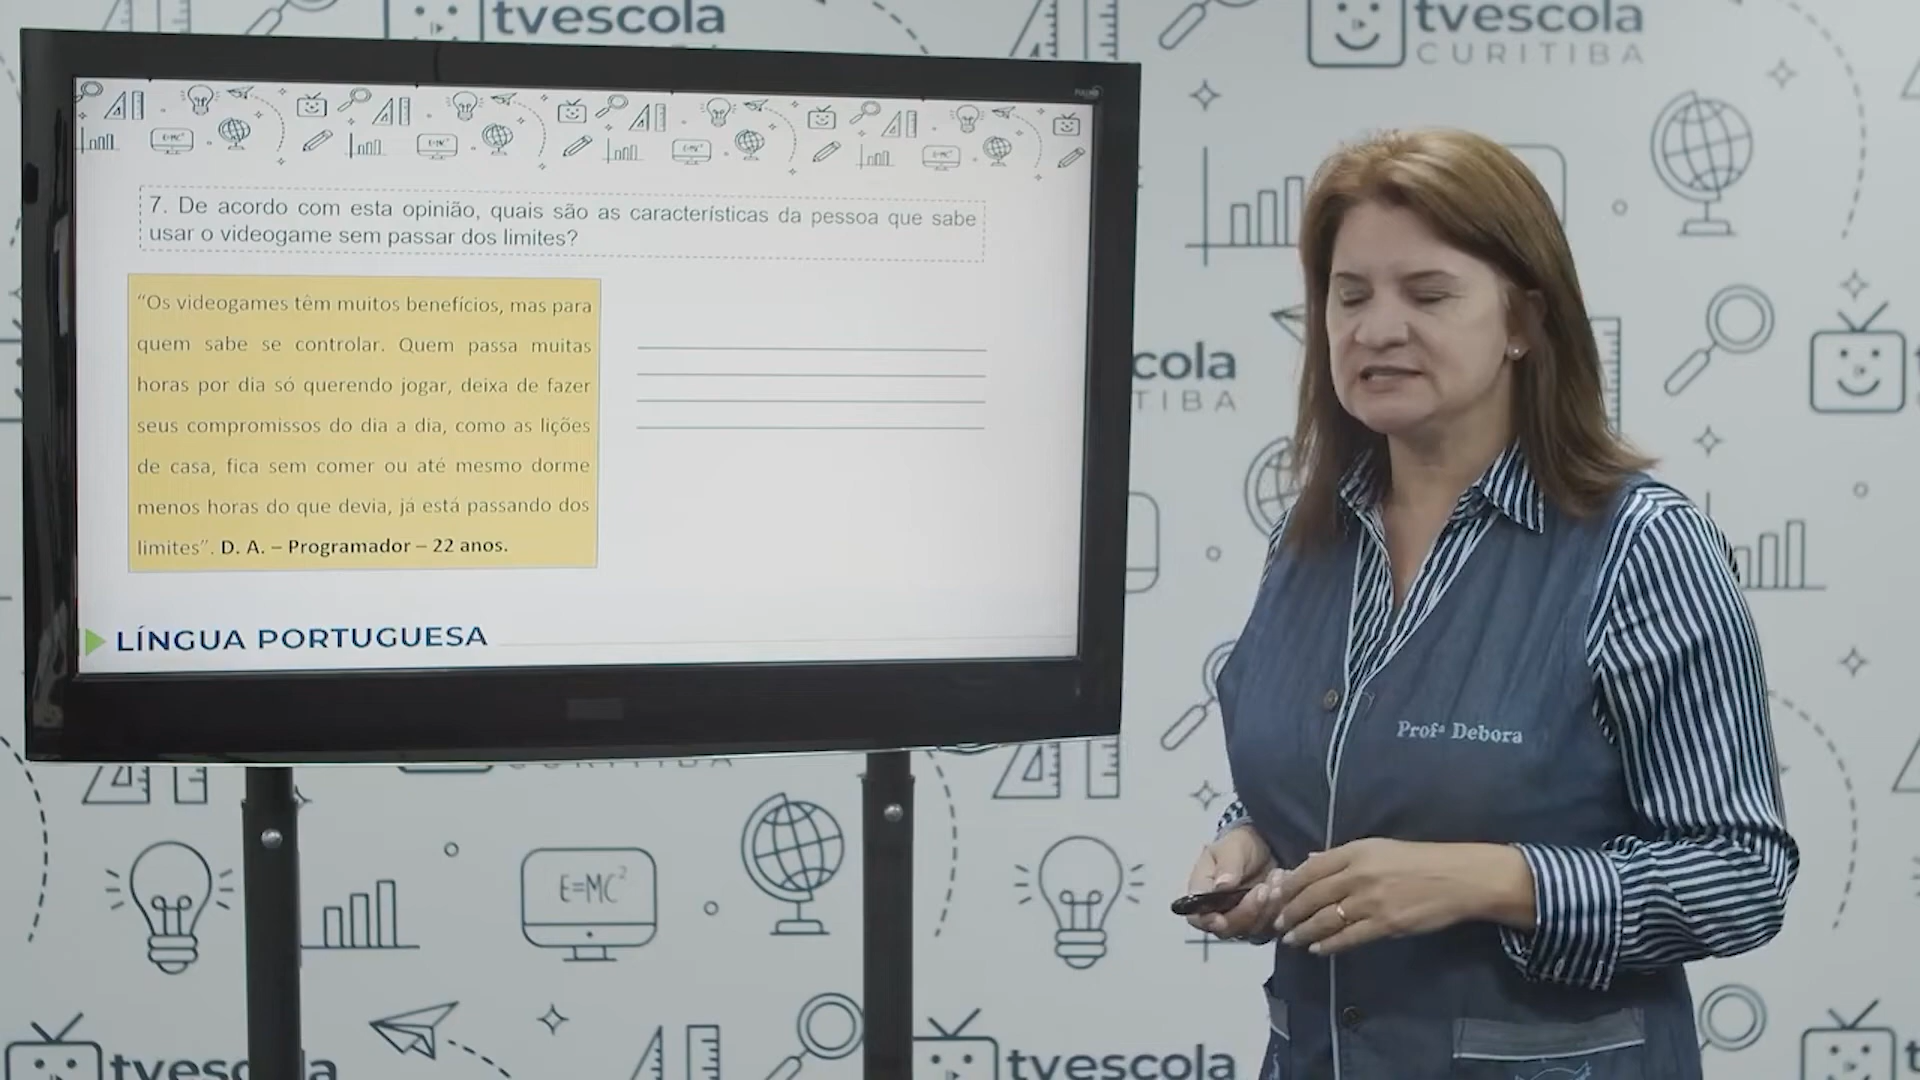 tvescola
CURITIBA
tvescola
CURITIBA
7. De acordo com esta opinião, quais são as características da pessoa que sabe
usar o videogame sem passar dos limites?
“Os videogames têm muitos benefícios, mas para
quem sabe se controlar. Quem passa muitas
horas por dia só querendo jogar, deixa de fazer
seus compromissos do dia a dia, como as lições
de casa, fica sem comer ou até mesmo dorme
menos horas do que devia, já está passando dos
limites”. D. A. – Programador – 22 anos.
LÍNGUA PORTUGUESA
cola
TIBA
Profª Debora
CURITIBA
E=MC²
tvescola
tvescola